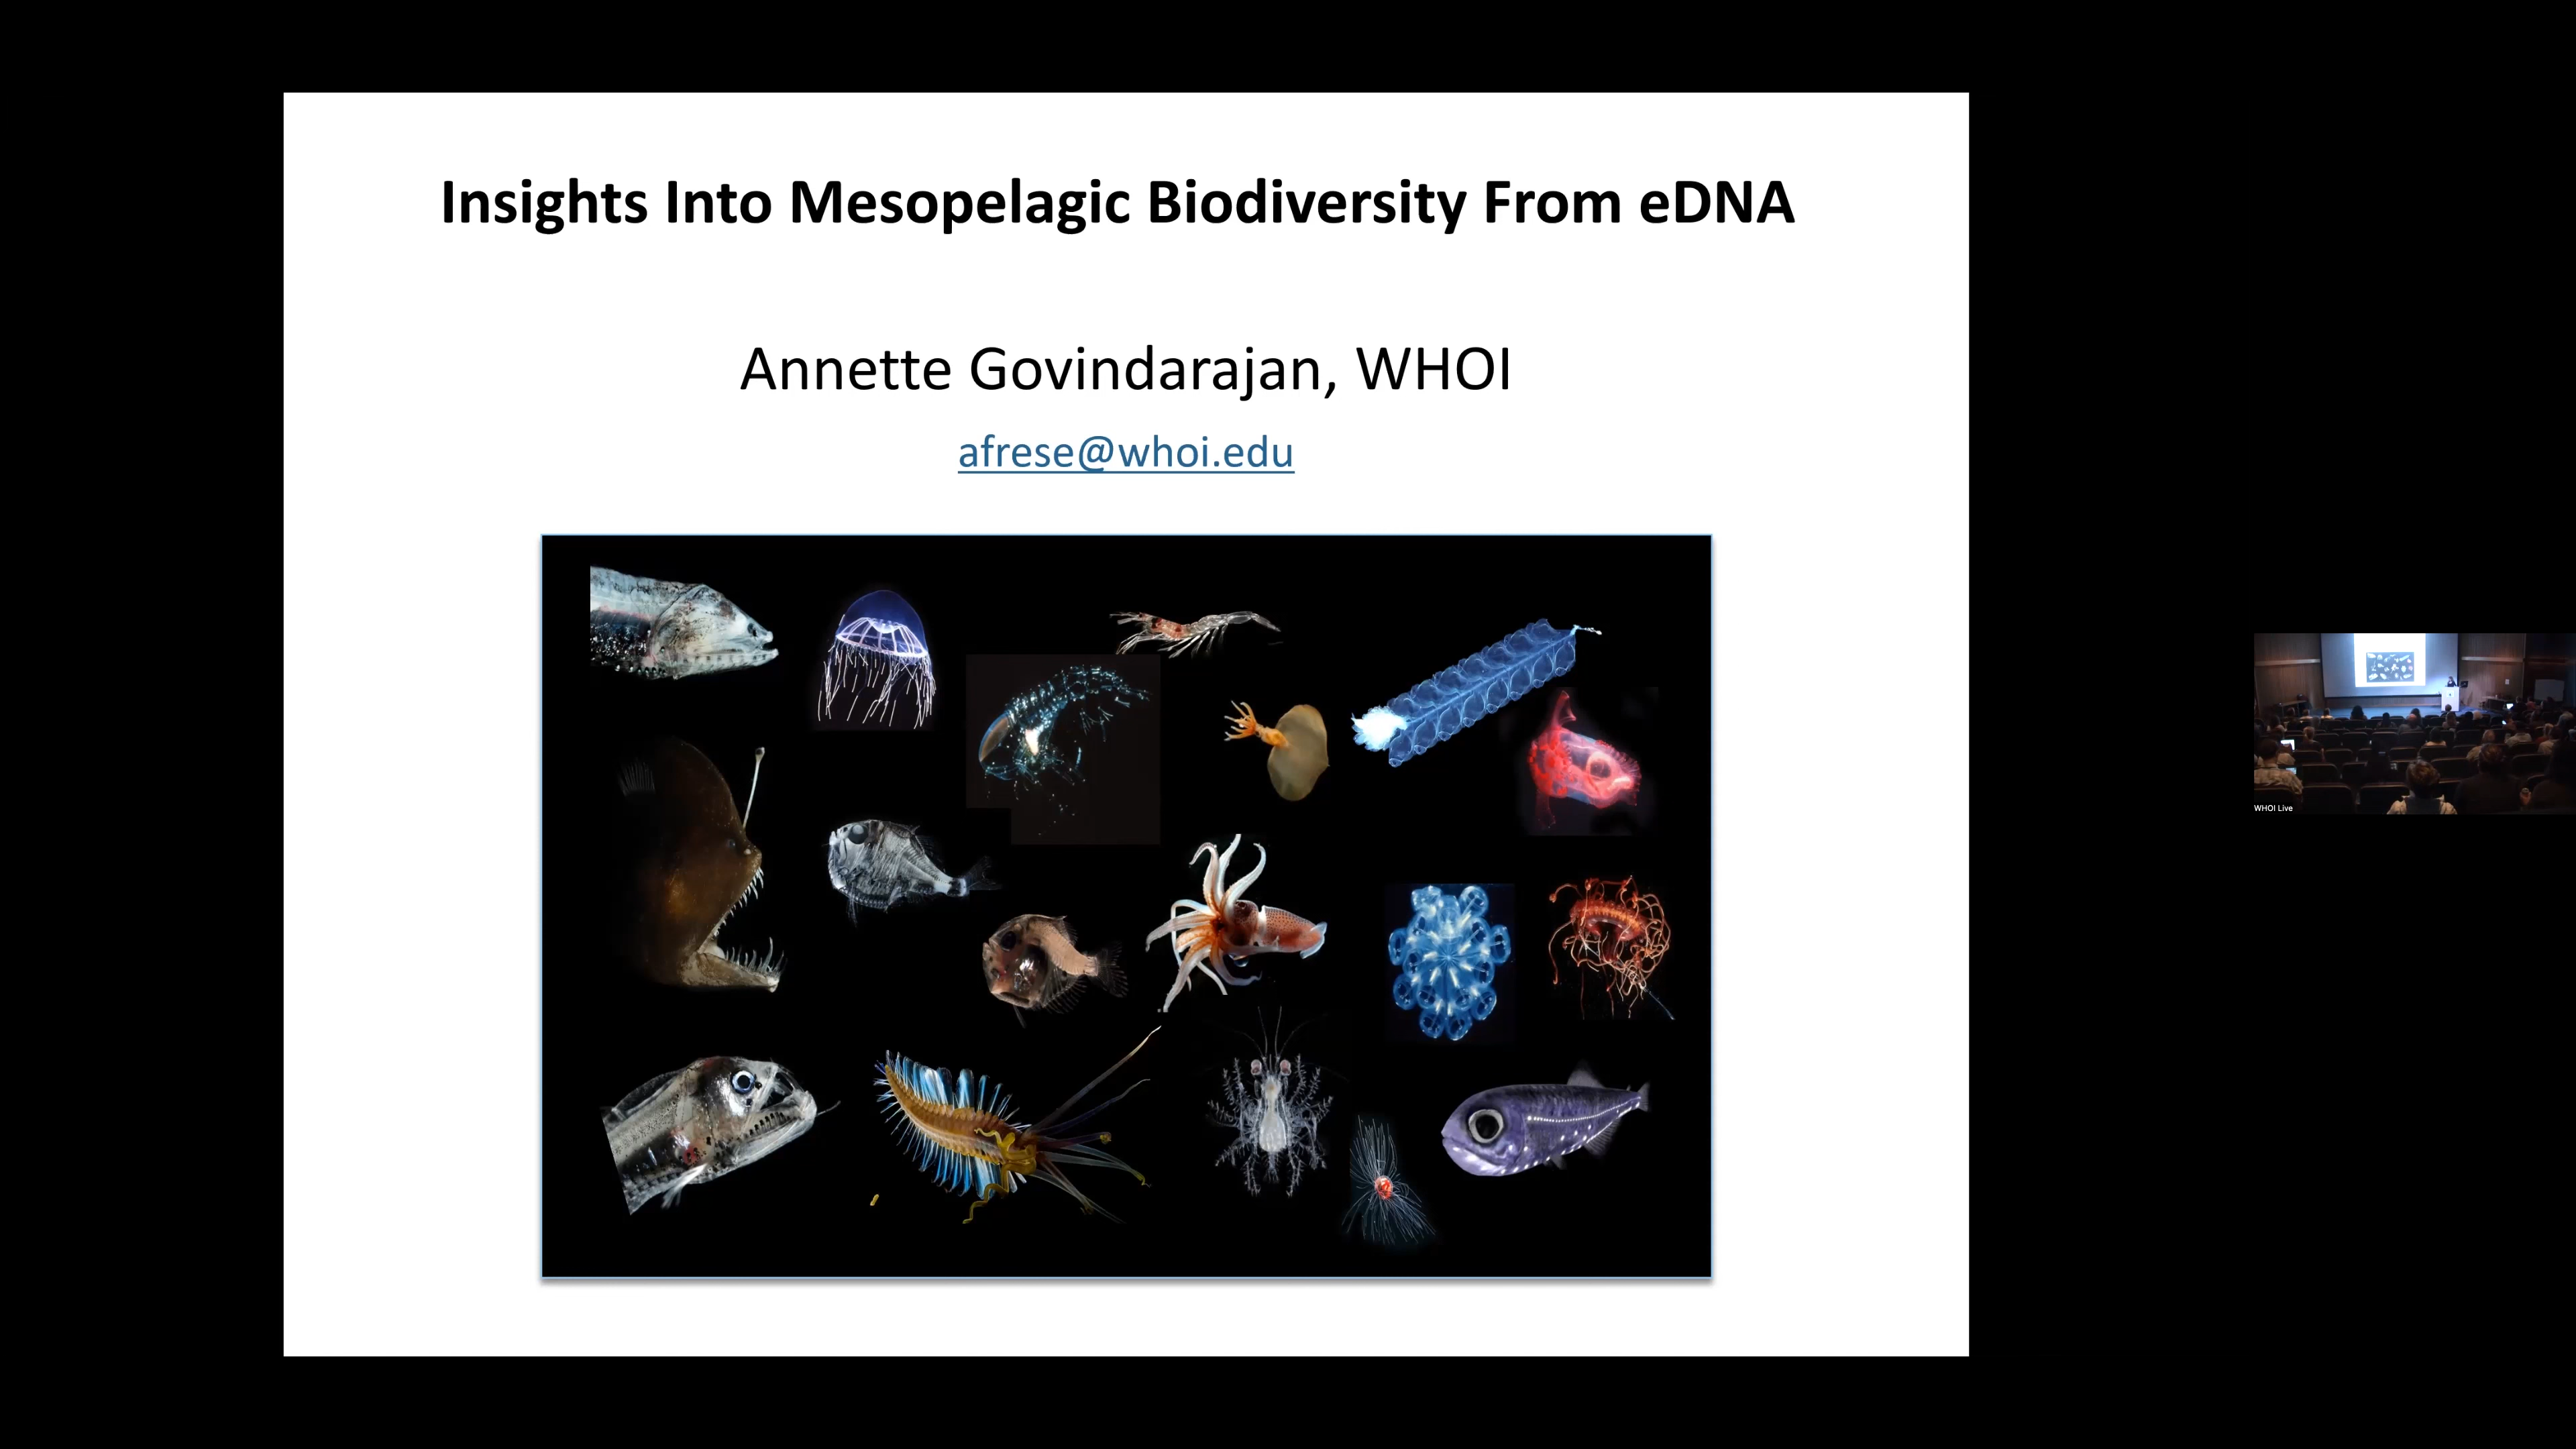 Insights Into Mesopelagic Biodiversity From eDNA
Annette Govindarajan, WHOI
afrese@whoi.edu
WHOI Live